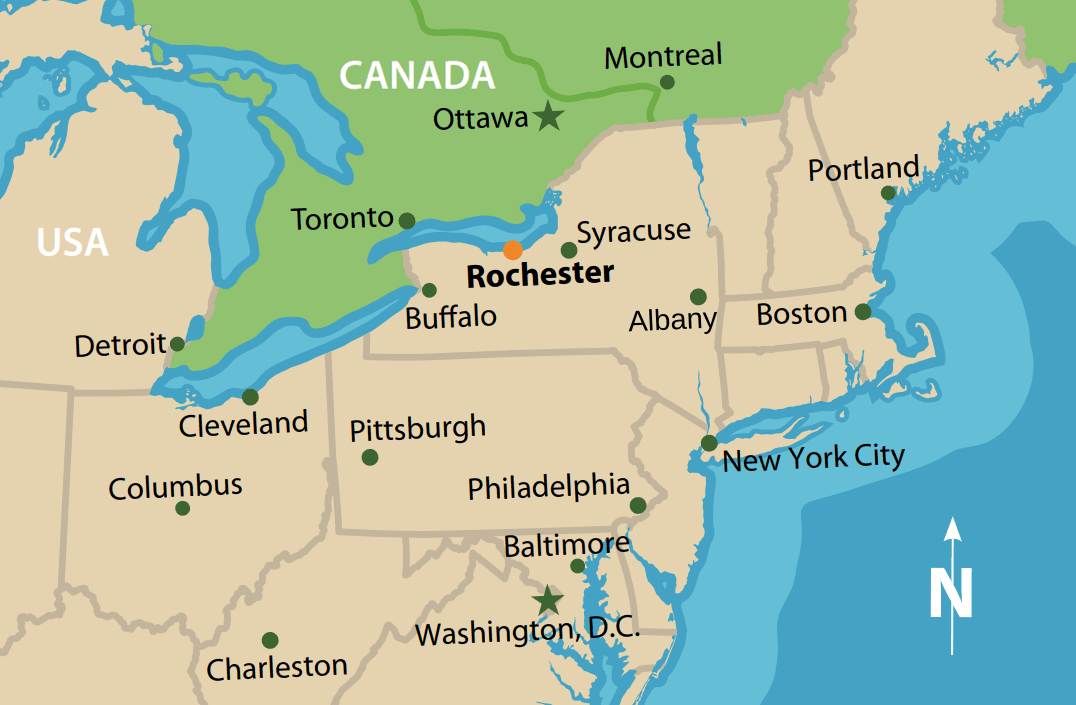 Montreal
CANADA
Ottawa
Portland
Toronto
Syracuse
USA
Rochester
Buffalo
Albany
Boston
Detroit
Cleveland
Pittsburgh
New York City
Columbus
Philadelphia
Baltimore
N
Washington, D.C.
Charleston